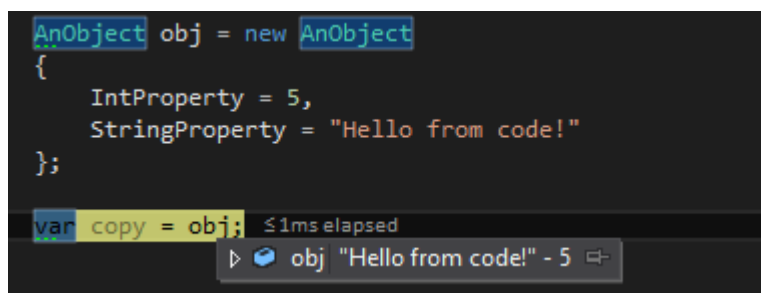 AnObject obj = new AnObject
{
    IntProperty = 5,
    StringProperty = "Hello from code!"
};
var copy = obj; ≤1ms elapsed
obj "Hello from code!" - 5